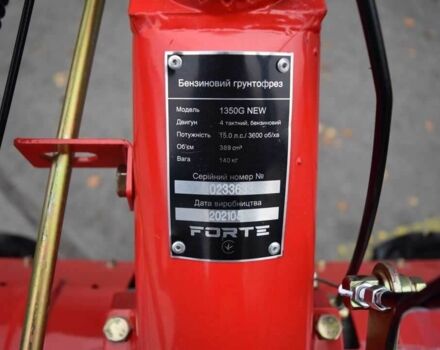 Бензиновий грунтофрез
Модель 1350G NEW
Двигун 4 тактний, бензиновий
Потужність 15.0 л.с./ 3600 об/хв
Об'єм 389 cm³
Вага 140 кг
Серійний номер №
Дата виробництва
FORTE